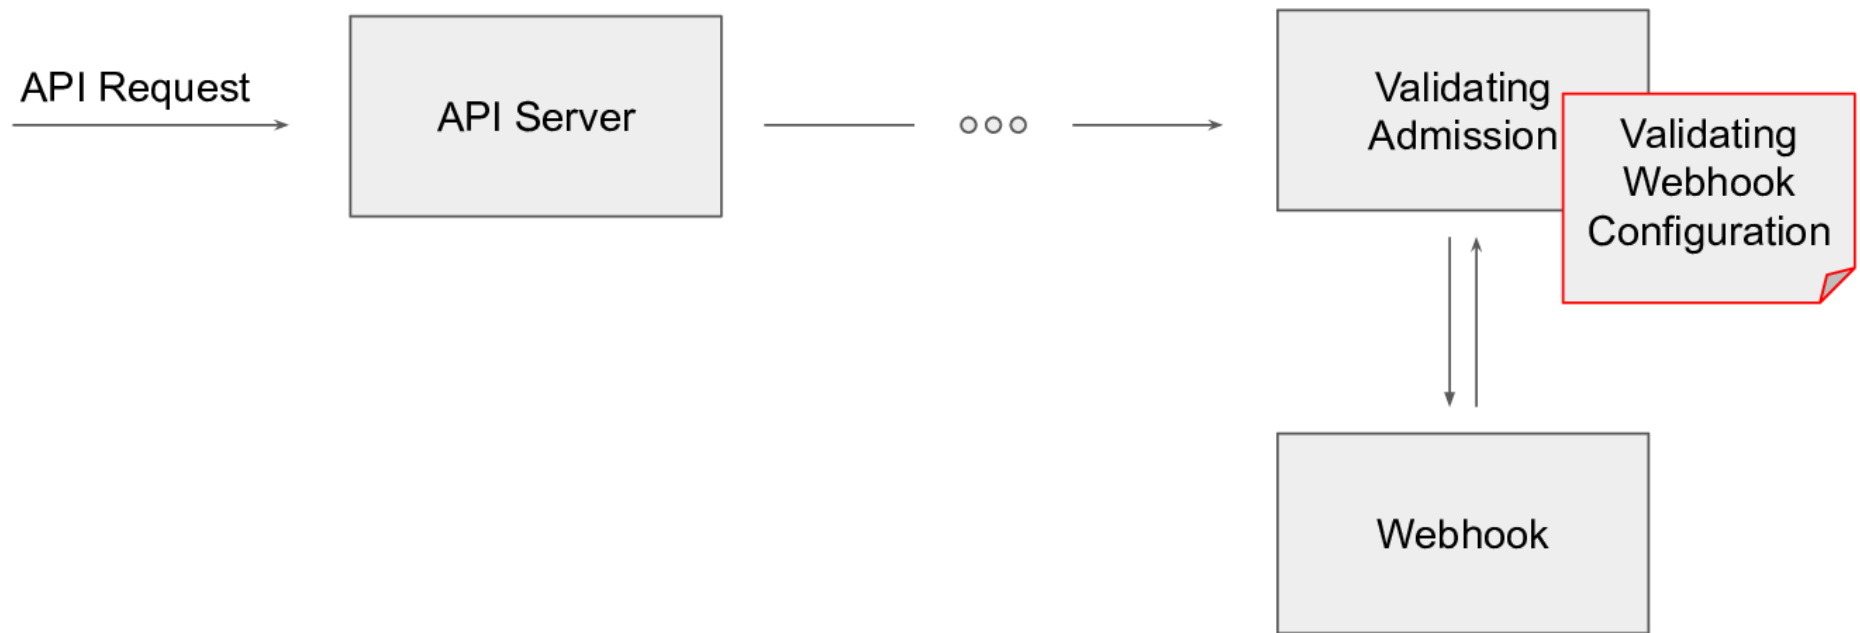 API Request
API Server
Validating
Admission
Validating
Webhook
Configuration
Webhook